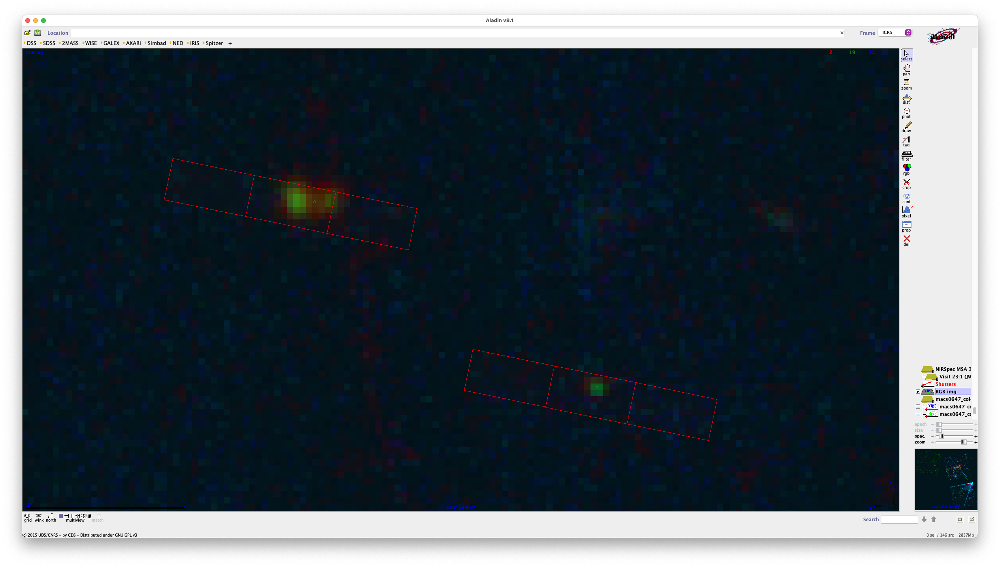 Aladin v8.1
Location
Frame ICRS
ALADIN
DSS SDSS 2MASS WISE GALEX AKARI Simbad NED IRIS Spitzer +
RGB img
2 19 52
select
pan
zoom
dist
phot
draw
tag
filter
rgb
crop
cont
pixel
prop
del
NIRSpec MSA 3
Visit 23:1 (JW
Shutters
RGB img
macs0647_col
macs0647_cc
macs0647_cc
epoch - +
size - +
opac. - +
zoom - +
N
E
1"
5.55" x 2.937"
grid wink north multiview match
Search
(c) 2015 UDS/CNRS - by CDS - Distributed under GNU GPL v3
0 sel / 146 src 2837Mb